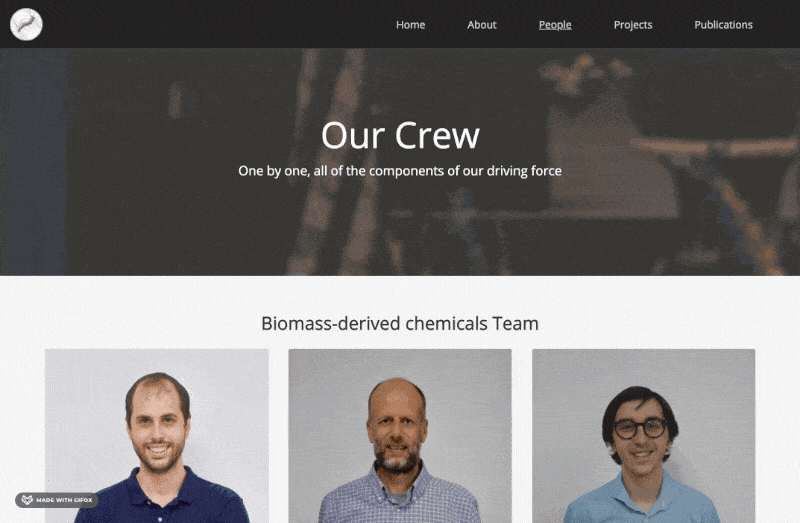 Home About People Projects Publications
Our Crew
One by one, all of the components of our driving force
Biomass-derived chemicals Team
MADE WITH GIFOX